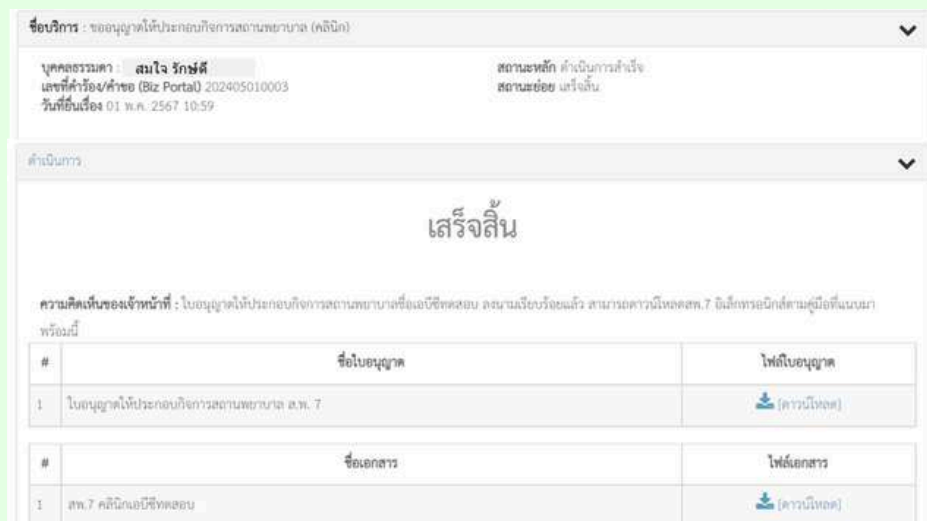 ชื่อบริการ : ขออนุญาตให้ประกอบกิจการสถานพยาบาล (คลินิก)
บุคคลธรรมดา : สมใจ รักษ์ดี
สถานะหลัก ดำเนินการสำเร็จ
เลขที่คำร้อง/คำขอ (Biz Portal) 202405010003
สถานะย่อย เสร็จสิ้น
วันที่ยื่นเรื่อง 01 พ.ค. 2567 10:59
ดำเนินการ
เสร็จสิ้น
ความคิดเห็นของเจ้าหน้าที่ : ใบอนุญาตให้ประกอบกิจการสถานพยาบาลชื่อเอบีซีทดสอบ ลงนามเรียบร้อยแล้ว สามารถดาวน์โหลดสพ.7 อิเล็กทรอนิกส์ตามคู่มือที่แนบมา
พร้อมนี้
# ชื่อใบอนุญาต ไฟล์ใบอนุญาต
1 ใบอนุญาตให้ประกอบกิจการสถานพยาบาล ส.พ. 7 [ดาวน์โหลด]
# ชื่อเอกสาร ไฟล์เอกสาร
1 สพ.7 คลินิกเอบีซีทดสอบ [ดาวน์โหลด]